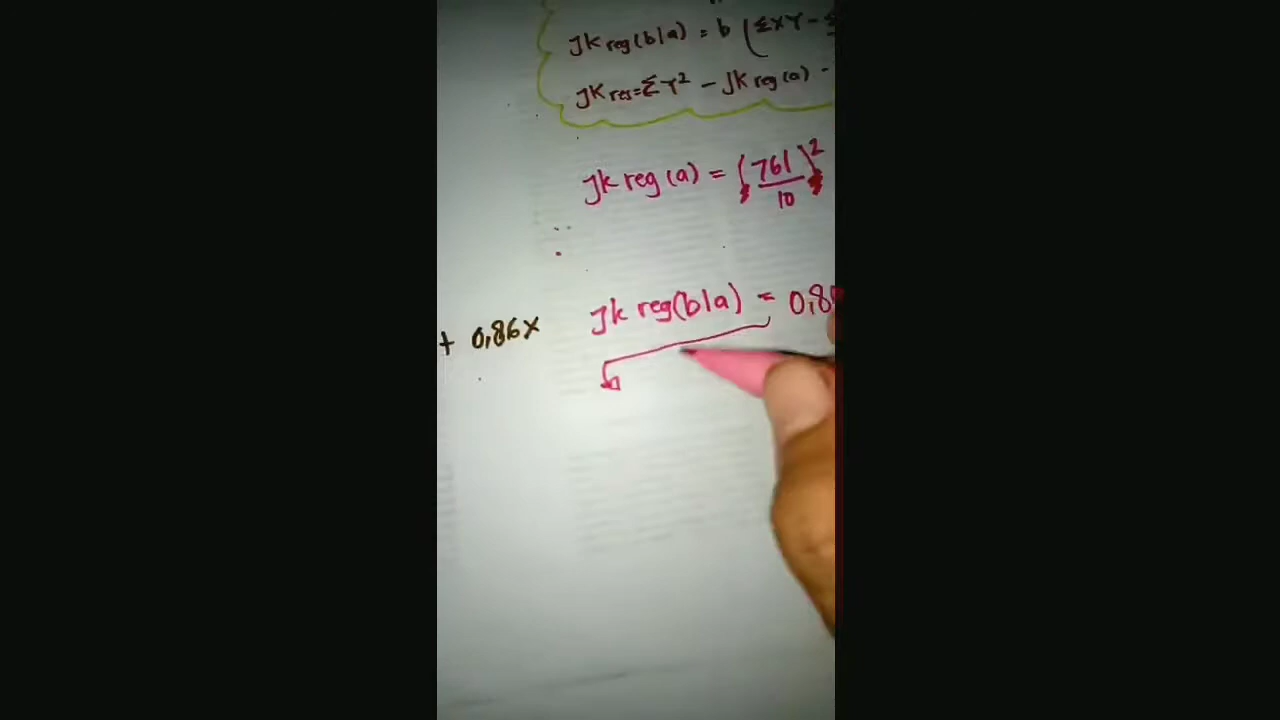 JK reg(b|a) = b (ΣXY -
JK res = ΣY² - JK reg(a) -
JK reg (a) = (761/10)²
JK reg(b|a) = 0,8
+ 0,86x